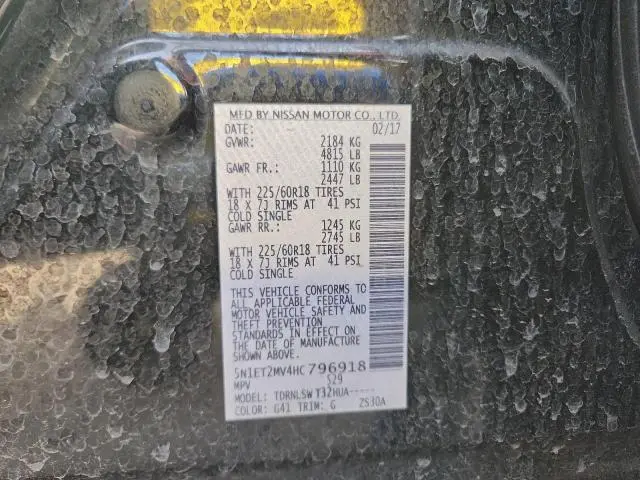 MFD BY NISSAN MOTOR CO., LTD.
DATE: 02/17
GVWR: 2184 KG
4815 LB
GAWR FR.: 1110 KG
2447 LB
WITH 225/60R18 TIRES
18 X 7J RIMS AT 41 PSI
COLD SINGLE
GAWR RR.: 1245 KG
2745 LB
WITH 225/60R18 TIRES
18 X 7J RIMS AT 41 PSI
COLD SINGLE
THIS VEHICLE CONFORMS TO
ALL APPLICABLE FEDERAL
MOTOR VEHICLE SAFETY AND
THEFT PREVENTION
STANDARDS IN EFFECT ON
THE DATE OF MANUFACTURE
SHOWN ABOVE.
5N1ET2MV4HC796918
MPV S29
MODEL: TDRNLSW T32HUA-----
COLOR: G41 TRIM: G ZS30A